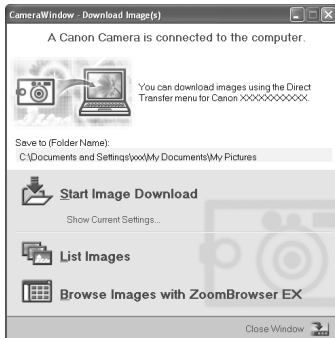 CameraWindow - Download Image(s)
A Canon Camera is connected to the computer.
You can download images using the Direct
Transfer menu for Canon XXXXXXXXXXX.
Save to (Folder Name):
C:\Documents and Settings\xxx\My Documents\My Pictures
Start Image Download
Show Current Settings...
List Images
Browse Images with ZoomBrowser EX
Close Window